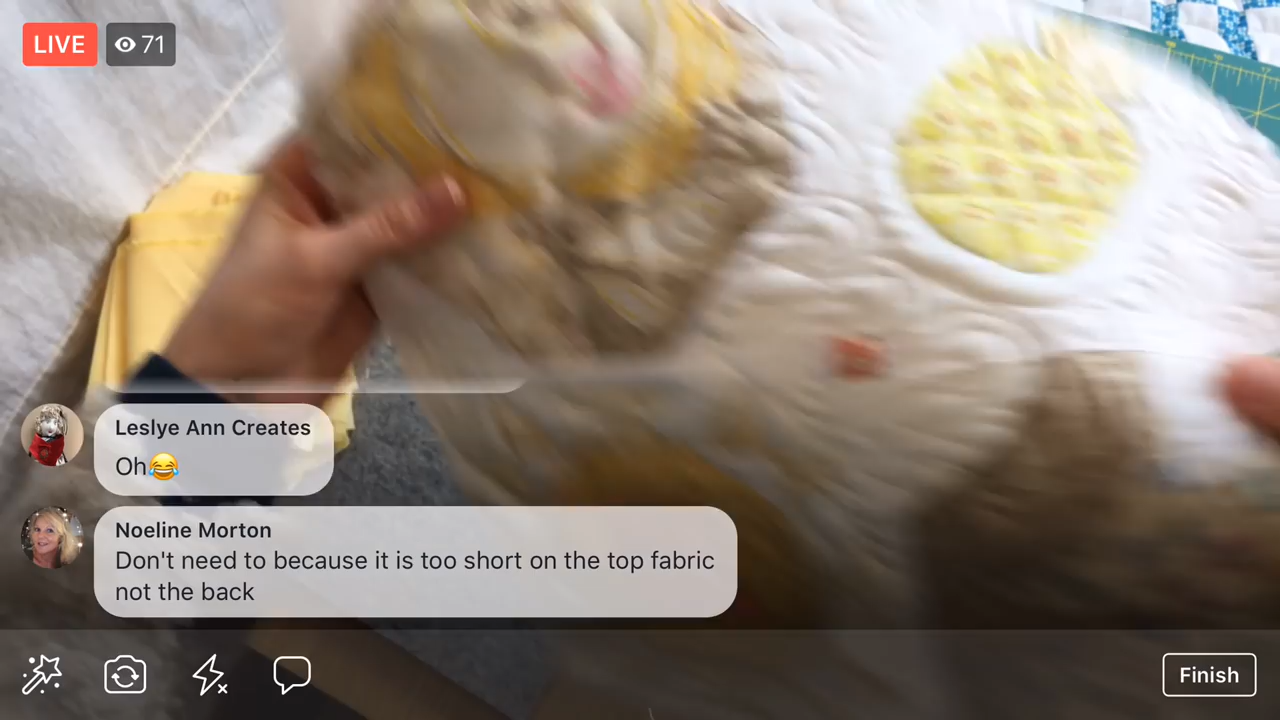 LIVE
71
Leslye Ann Creates
Oh😂
Noeline Morton
Don't need to because it is too short on the top fabric
not the back
Finish